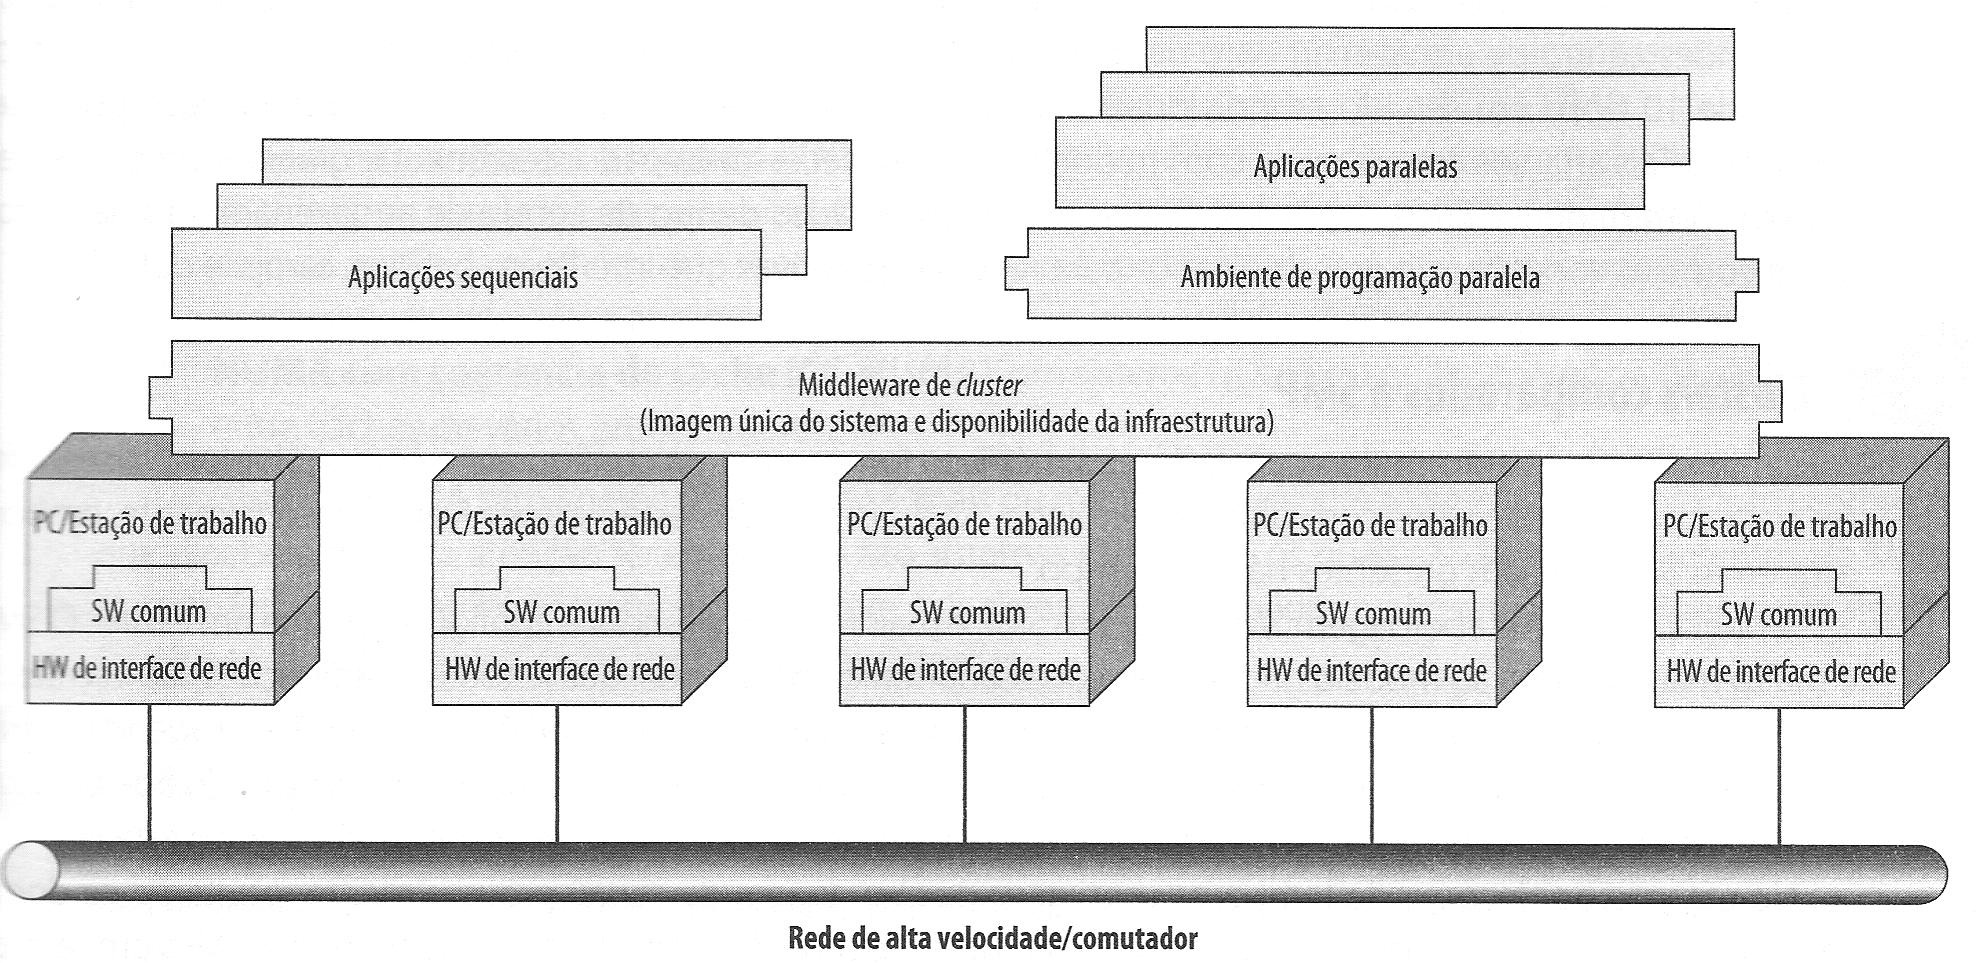 Aplicações paralelas
Aplicações sequenciais
Ambiente de programação paralela
Middleware de cluster
(Imagem única do sistema e disponibilidade da infraestrutura)
PC/Estação de trabalho
SW comum
HW de interface de rede
PC/Estação de trabalho
SW comum
HW de interface de rede
PC/Estação de trabalho
SW comum
HW de interface de rede
PC/Estação de trabalho
SW comum
HW de interface de rede
PC/Estação de trabalho
SW comum
HW de interface de rede
Rede de alta velocidade/comutador